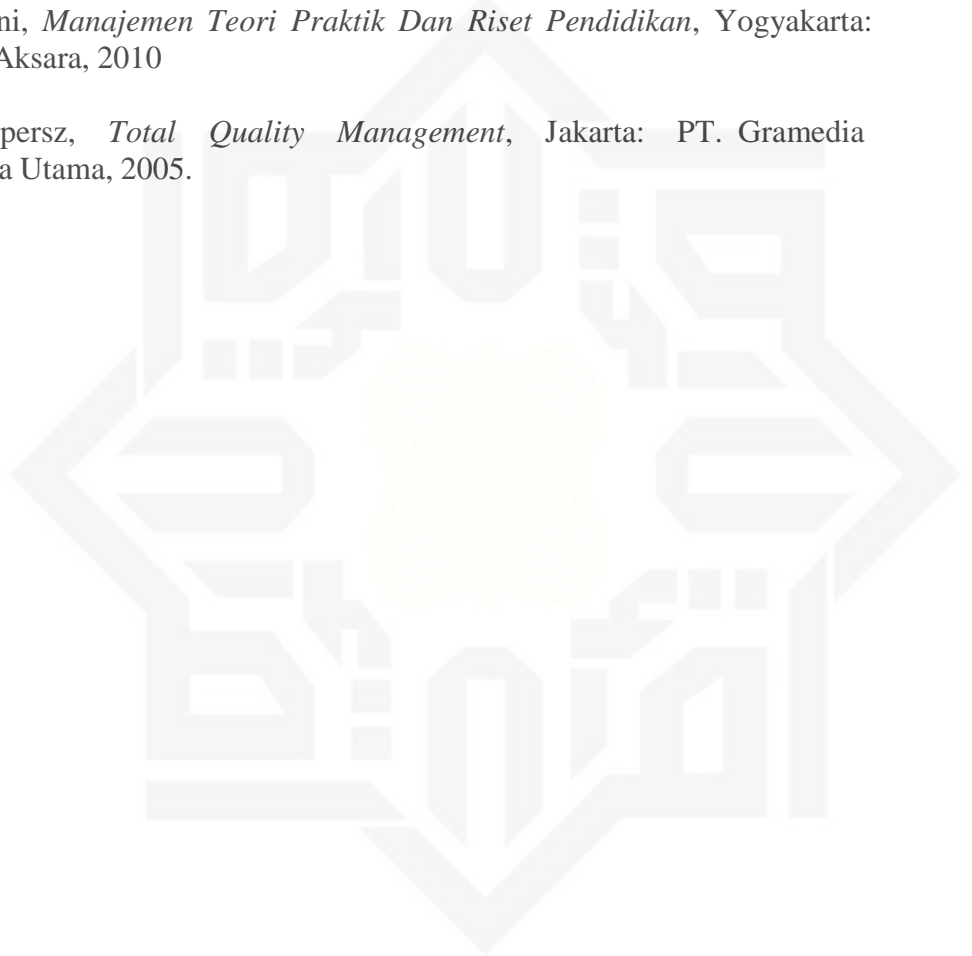 ni, Manajemen Teori Praktik Dan Riset Pendidikan, Yogyakarta:
Aksara, 2010
persz, Total Quality Management, Jakarta: PT. Gramedia
a Utama, 2005.